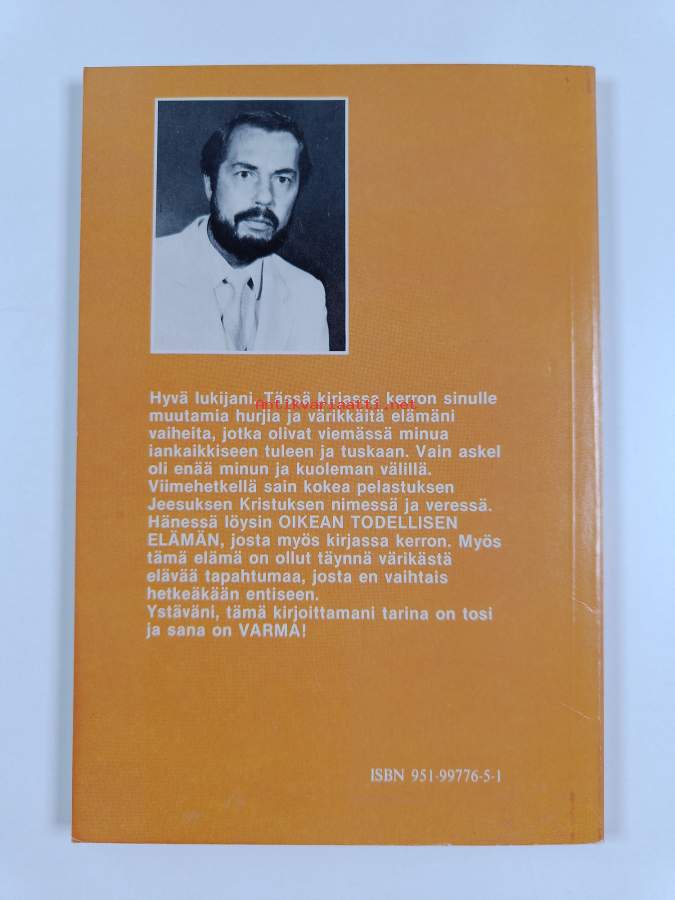 Hyvä lukijani. Tässä kirjassa kerron sinulle
Antikvariaatti.net
muutamia hurjia ja värikkäitä elämäni
vaiheita, jotka olivat viemässä minua
iankaikkiseen tuleen ja tuskaan. Vain askel
oli enää minun ja kuoleman välillä.
Viimehetkellä sain kokea pelastuksen
Jeesuksen Kristuksen nimessä ja veressä.
Hänessä löysin OIKEAN TODELLISEN
ELÄMÄN, josta myös kirjassa kerron. Myös
tämä elämä on ollut täynnä värikästä
elävää tapahtumaa, josta en vaihtais
hetkeäkään entiseen.
Ystäväni, tämä kirjoittamani tarina on tosi
ja sana on VARMA!
ISBN 951-99776-5-1